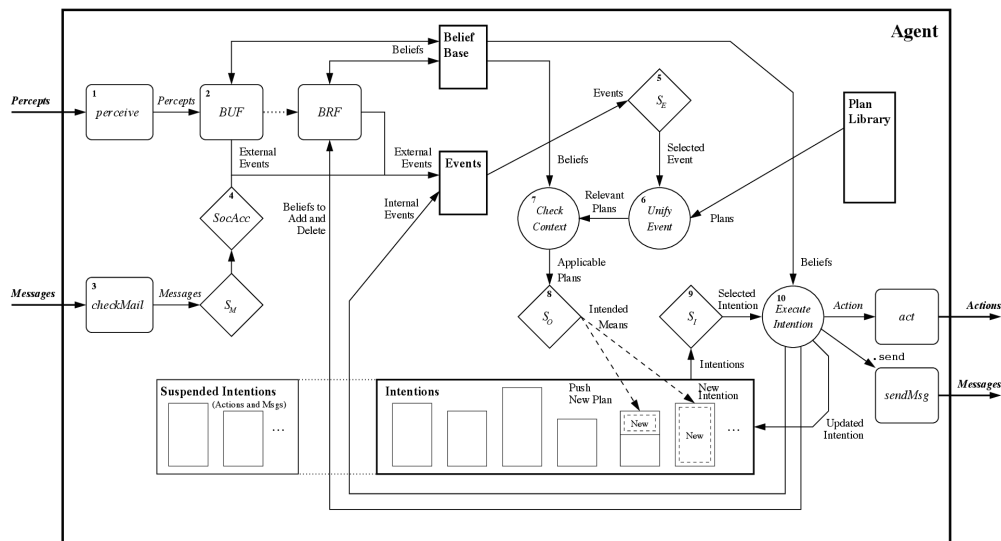 Agent
Belief
Base
Beliefs
Percepts
1
perceive
Percepts
2
BUF
BRF
5
S_E
Events
Plan
Library
Selected
Event
External
Events
External
Events
Events
Internal
Events
Beliefs
4
SocAcc
Beliefs to
Add and
Delete
7
Check
Context
Relevant
Plans
6
Unify
Event
Plans
Messages
3
checkMail
Messages
S_M
Applicable
Plans
8
S_O
Intended
Means
9
S_I
Selected
Intention
Beliefs
10
Execute
Intention
Action
act
Actions
.send
sendMsg
Messages
Intentions
Suspended Intentions
(Actions and Msgs)
...
Intentions
Push
New Plan
New
Intention
New
New
...
Updated
Intention